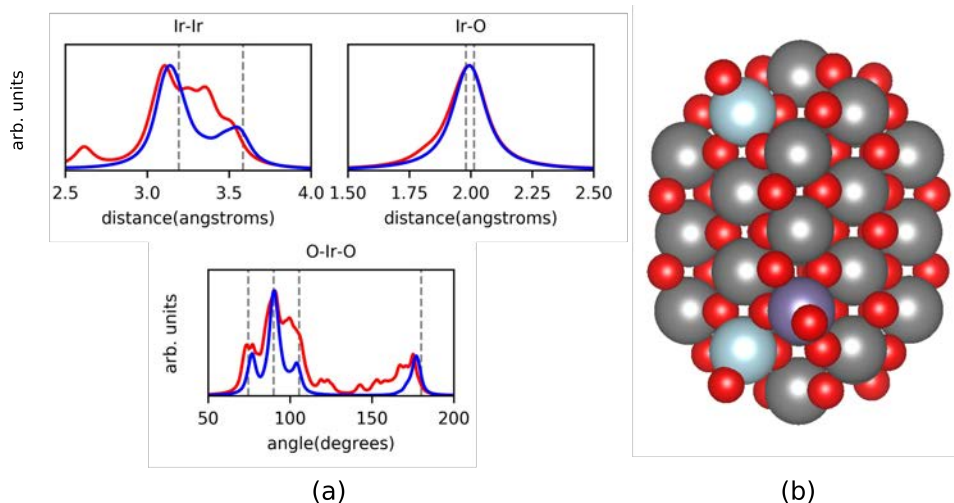 Ir-Ir
Ir-O
arb. units
2.5 3.0 3.5 4.0
1.50 1.75 2.00 2.25 2.50
distance(angstroms)
distance(angstroms)
O-Ir-O
arb. units
50 100 150 200
angle(degrees)
(a)
(b)